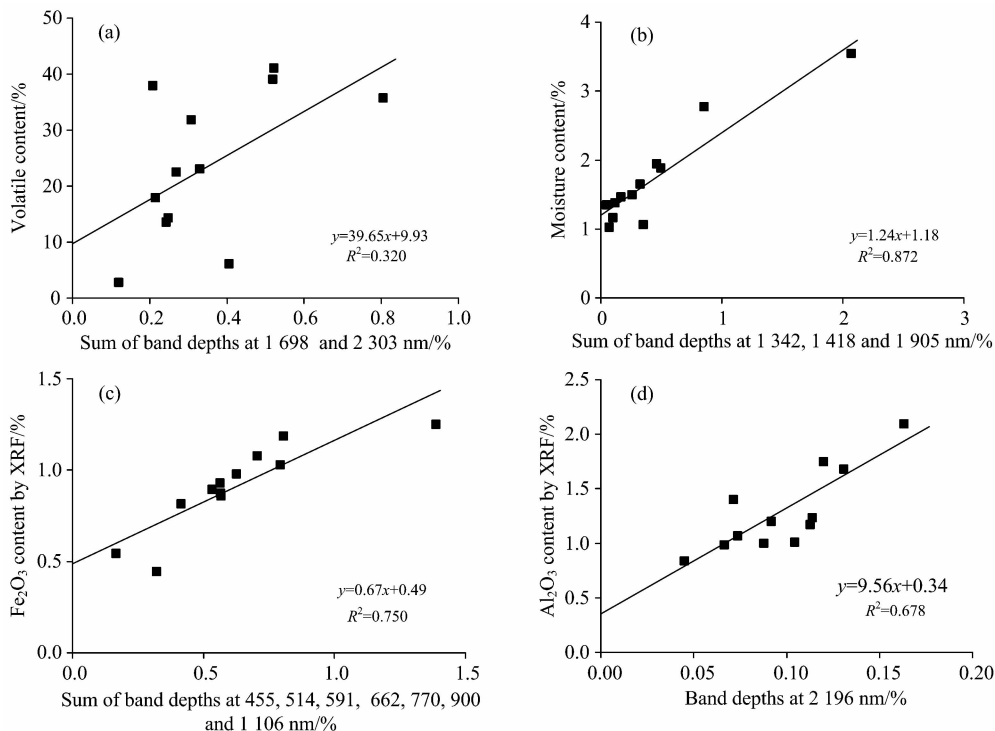 (a)
50
40
30
20
10
0
Volatile content/%
y=39.65x+9.93
R²=0.320
0.0 0.2 0.4 0.6 0.8 1.0
Sum of band depths at 1 698 and 2 303 nm/%
(b)
4
3
2
1
0
Moisture content/%
y=1.24x+1.18
R²=0.872
0 1 2 3
Sum of band depths at 1 342, 1 418 and 1 905 nm/%
(c)
1.5
1.0
0.5
0.0
Fe₂O₃ content by XRF/%
y=0.67x+0.49
R²=0.750
0.0 0.5 1.0 1.5
Sum of band depths at 455, 514, 591, 662, 770, 900
and 1 106 nm/%
(d)
2.5
2.0
1.5
1.0
0.5
0.0
Al₂O₃ content by XRF/%
y=9.56x+0.34
R²=0.678
0.00 0.05 0.10 0.15 0.20
Band depths at 2 196 nm/%